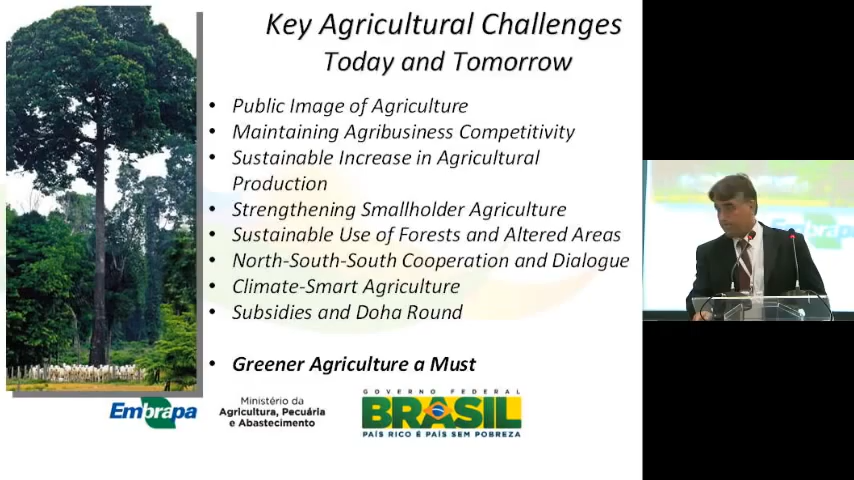 Key Agricultural Challenges
Today and Tomorrow
• Public Image of Agriculture
• Maintaining Agribusiness Competitivity
• Sustainable Increase in Agricultural
Production
• Strengthening Smallholder Agriculture
• Sustainable Use of Forests and Altered Areas
• North-South-South Cooperation and Dialogue
• Climate-Smart Agriculture
• Subsidies and Doha Round
• Greener Agriculture a Must
Embrapa
Ministério da
Agricultura, Pecuária
e Abastecimento
GOVERNO FEDERAL
BRASIL
PAÍS RICO É PAÍS SEM POBREZA
Embrapa